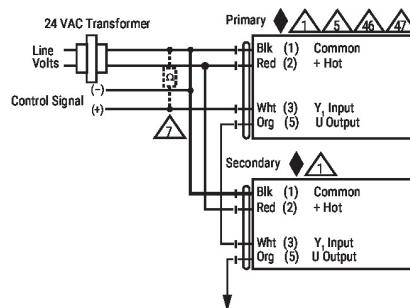 24 VAC Transformer
Primary 1 5 46 47
Line Volts
Blk (1) Common
Red (2) + Hot
(–)
Control Signal (+)
Wht (3) Y, Input
Org (5) U Output
7
Secondary 1
Blk (1) Common
Red (2) + Hot
Wht (3) Y, Input
Org (5) U Output